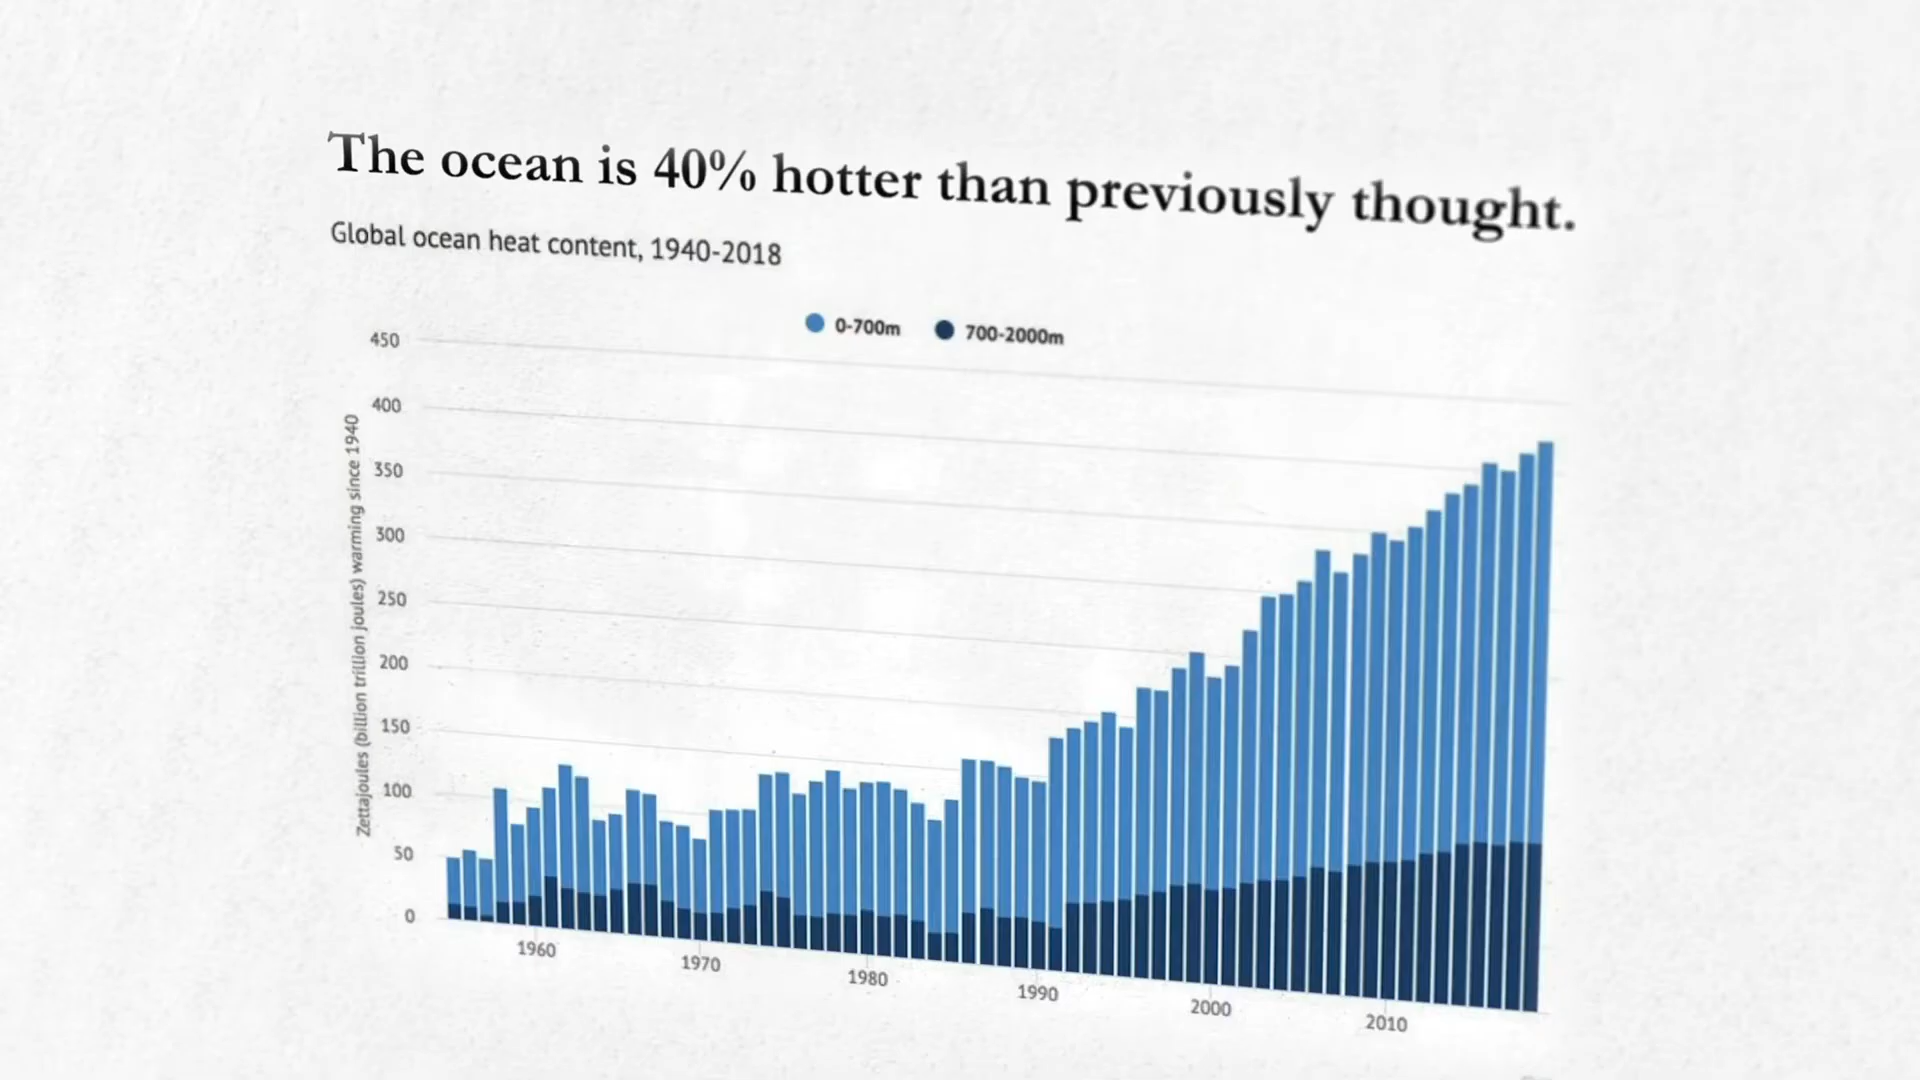 The ocean is 40% hotter than previously thought.
Global ocean heat content, 1940-2018
0-700m 700-2000m
450
400
350
300
250
200
150
100
50
0
Zettajoules (billion trillion joules) warming since 1940
1960 1970 1980 1990 2000 2010